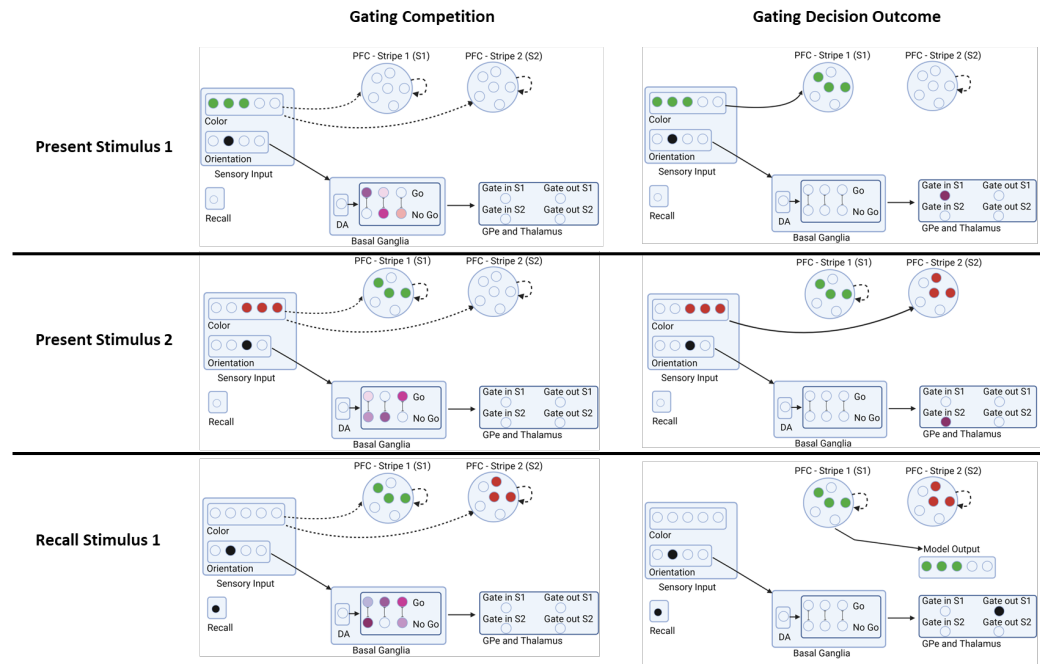 Gating Competition
Gating Decision Outcome
Present Stimulus 1
PFC - Stripe 1 (S1)
PFC - Stripe 2 (S2)
Color
Orientation
Sensory Input
Recall
DA
Go
No Go
Basal Ganglia
Gate in S1
Gate out S1
Gate in S2
Gate out S2
GPe and Thalamus
PFC - Stripe 1 (S1)
PFC - Stripe 2 (S2)
Color
Orientation
Sensory Input
Recall
DA
Go
No Go
Basal Ganglia
Gate in S1
Gate out S1
Gate in S2
Gate out S2
GPe and Thalamus
Present Stimulus 2
PFC - Stripe 1 (S1)
PFC - Stripe 2 (S2)
Color
Orientation
Sensory Input
Recall
DA
Go
No Go
Basal Ganglia
Gate in S1
Gate out S1
Gate in S2
Gate out S2
GPe and Thalamus
PFC - Stripe 1 (S1)
PFC - Stripe 2 (S2)
Color
Orientation
Sensory Input
Recall
DA
Go
No Go
Basal Ganglia
Gate in S1
Gate out S1
Gate in S2
Gate out S2
GPe and Thalamus
Recall Stimulus 1
PFC - Stripe 1 (S1)
PFC - Stripe 2 (S2)
Color
Orientation
Sensory Input
Recall
DA
Go
No Go
Basal Ganglia
Gate in S1
Gate out S1
Gate in S2
Gate out S2
GPe and Thalamus
PFC - Stripe 1 (S1)
PFC - Stripe 2 (S2)
Color
Orientation
Sensory Input
Model Output
Recall
DA
Go
No Go
Basal Ganglia
Gate in S1
Gate out S1
Gate in S2
Gate out S2
GPe and Thalamus